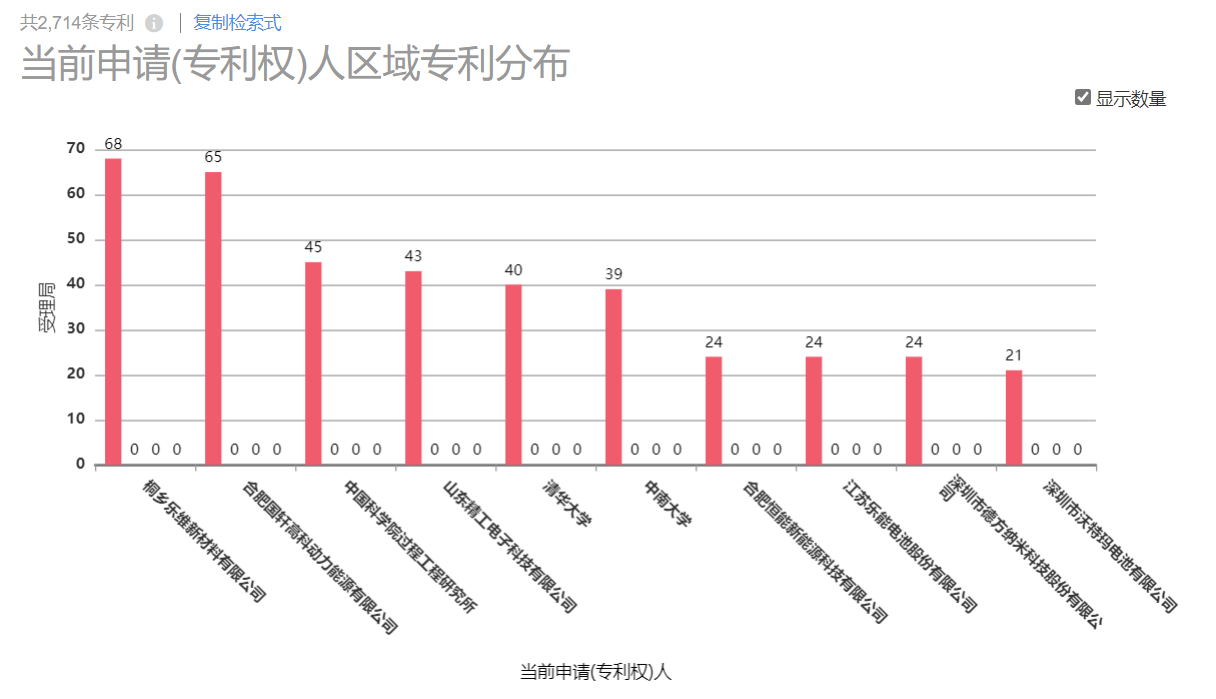 共2,714条专利 i | 复制检索式
当前申请(专利权)人区域专利分布
显示数量
受理局
70
60
50
40
30
20
10
0
68
65
45
43
40
39
24
24
24
21
0 0 0 0 0 0 0 0 0 0 0 0 0 0 0 0 0 0 0 0 0 0 0 0 0 0 0 0 0 0
桐乡乐维新材料有限公司
合肥国轩高科动力能源有限公司
中国科学院过程工程研究所
山东精工电子科技有限公司
清华大学
中南大学
合肥恒能新能源科技有限公司
江苏乐能电池股份有限公司
深圳市德方纳米科技股份有限公
司
深圳市沃特玛电池有限公司
当前申请(专利权)人